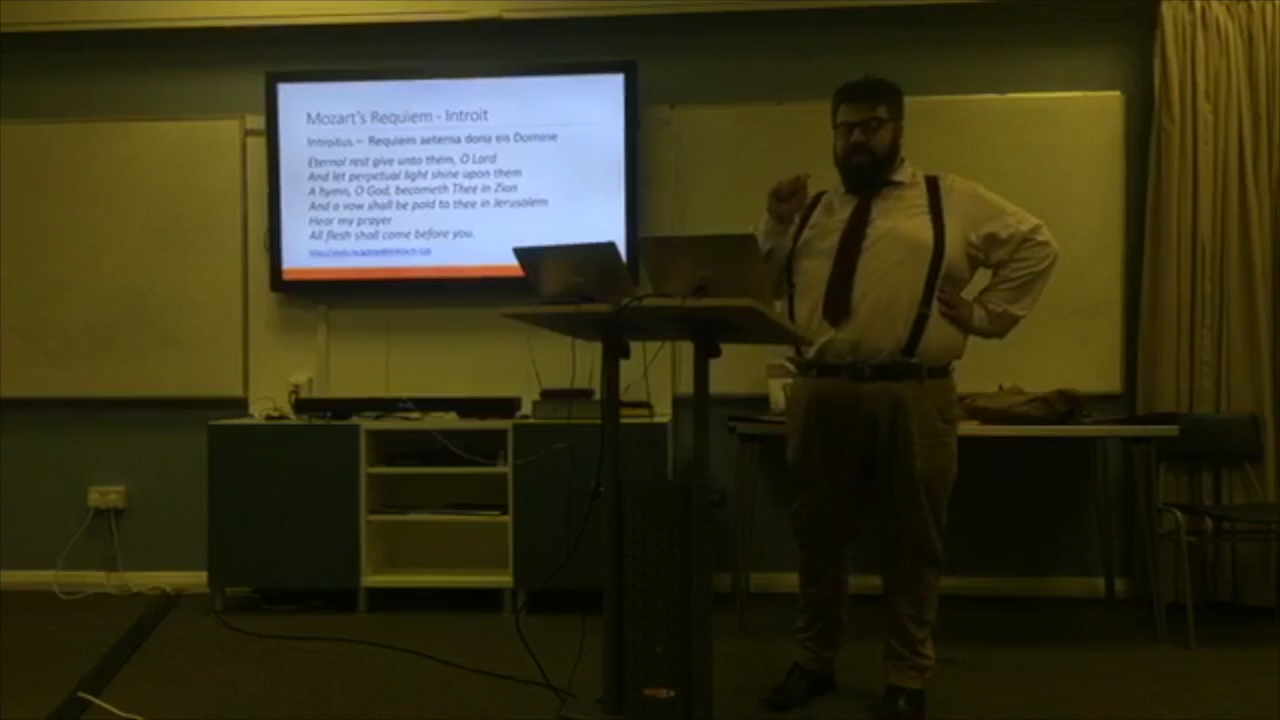 Mozart's Requiem - Introit
Introitus – Requiem aeterna dona eis Domine
Eternal rest give unto them, O Lord
And let perpetual light shine upon them
A hymn, O God, becometh Thee in Zion
And a vow shall be paid to thee in Jerusalem
Hear my prayer
All flesh shall come before you.